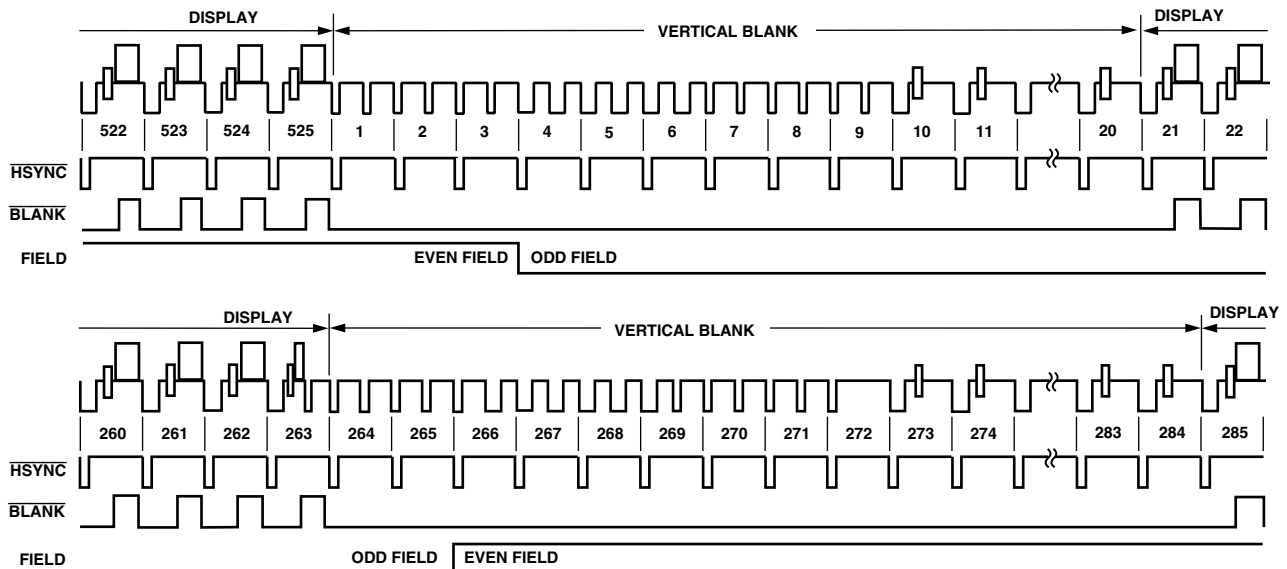 DISPLAY VERTICAL BLANK DISPLAY
522 523 524 525 1 2 3 4 5 6 7 8 9 10 11 20 21 22
HSYNC
BLANK
FIELD EVEN FIELD ODD FIELD
DISPLAY VERTICAL BLANK DISPLAY
260 261 262 263 264 265 266 267 268 269 270 271 272 273 274 283 284 285
HSYNC
BLANK
FIELD ODD FIELD EVEN FIELD